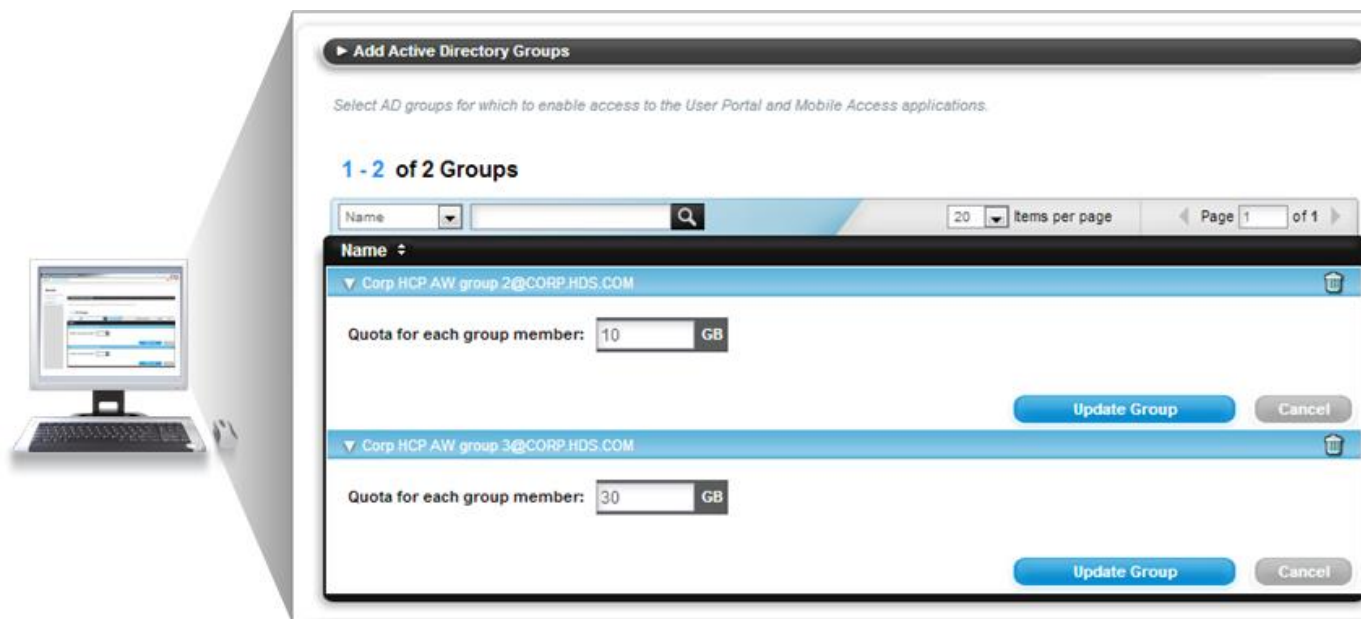 Add Active Directory Groups
Select AD groups for which to enable access to the User Portal and Mobile Access applications.
1 - 2 of 2 Groups
Name 20 Items per page Page 1 of 1
Name
Corp HCP AW group 2@CORP.HDS.COM
Quota for each group member: 10 GB
Update Group Cancel
Corp HCP AW group 3@CORP.HDS.COM
Quota for each group member: 30 GB
Update Group Cancel